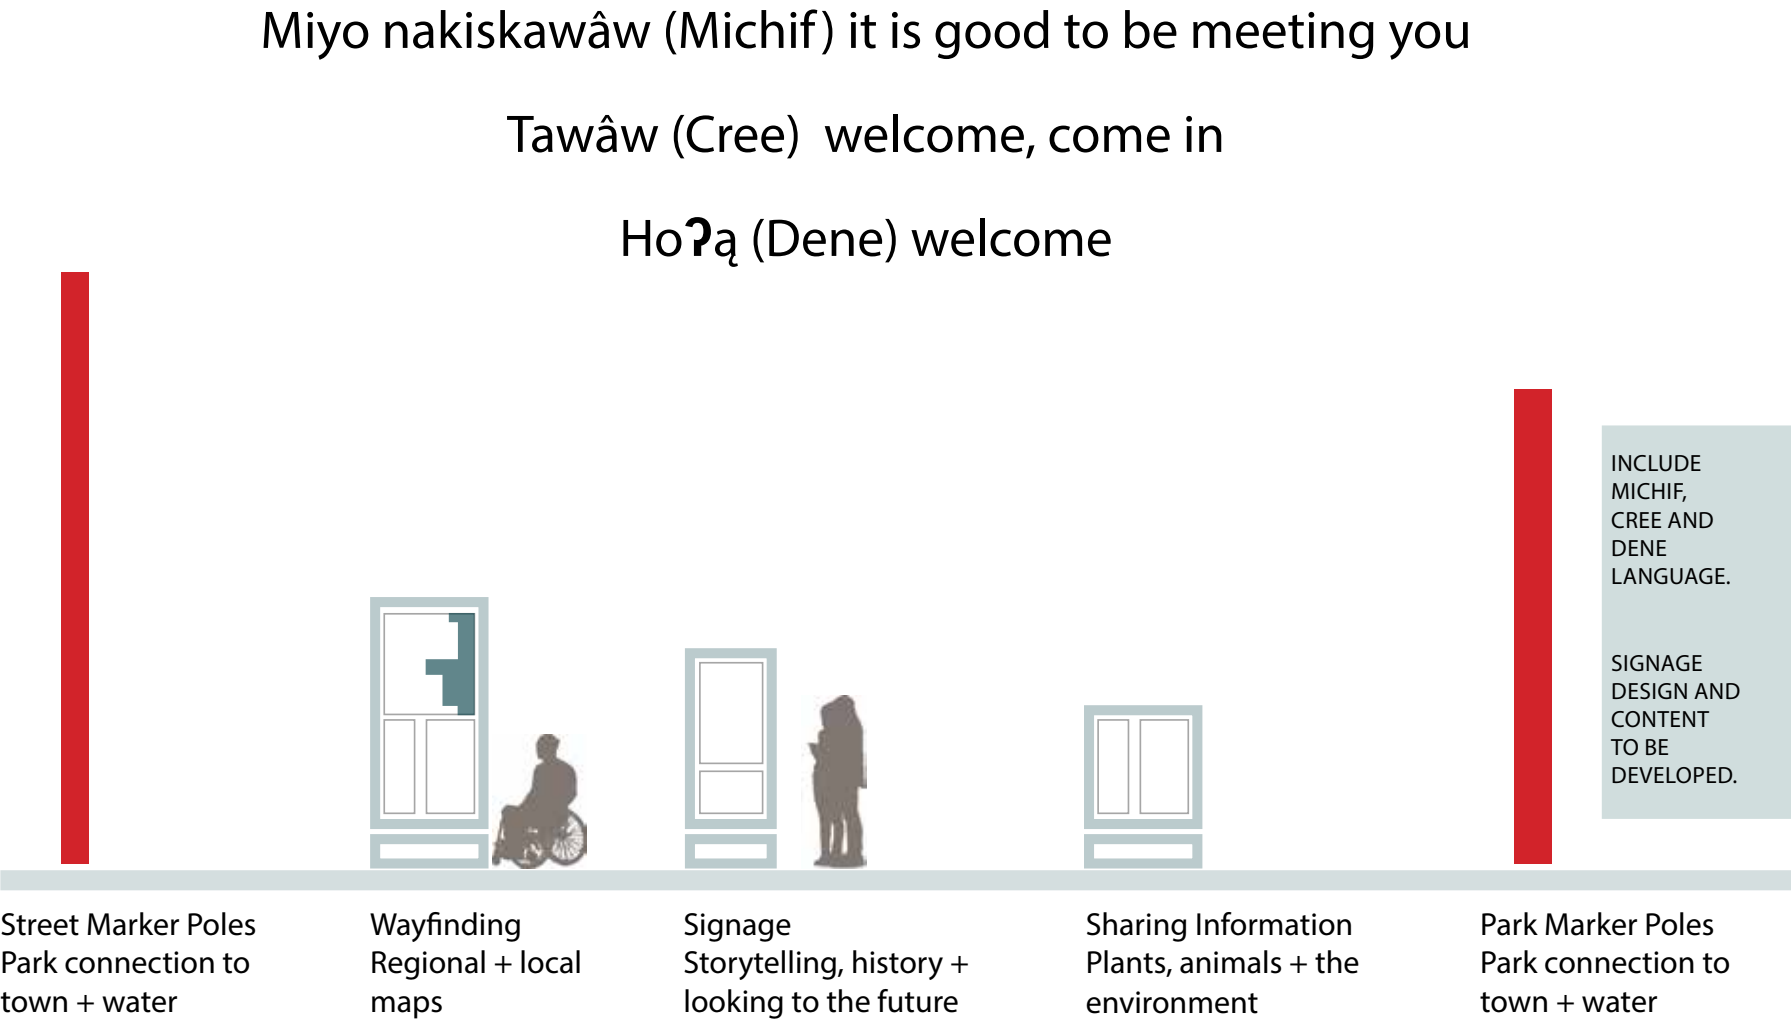 Miyo nakiskawâw (Michif) it is good to be meeting you
Tawâw (Cree) welcome, come in
Hoʔą (Dene) welcome
INCLUDE
MICHIF,
CREE AND
DENE
LANGUAGE.
SIGNAGE
DESIGN AND
CONTENT
TO BE
DEVELOPED.
Street Marker Poles
Park connection to
town + water
Wayfinding
Regional + local
maps
Signage
Storytelling, history +
looking to the future
Sharing Information
Plants, animals + the
environment
Park Marker Poles
Park connection to
town + water